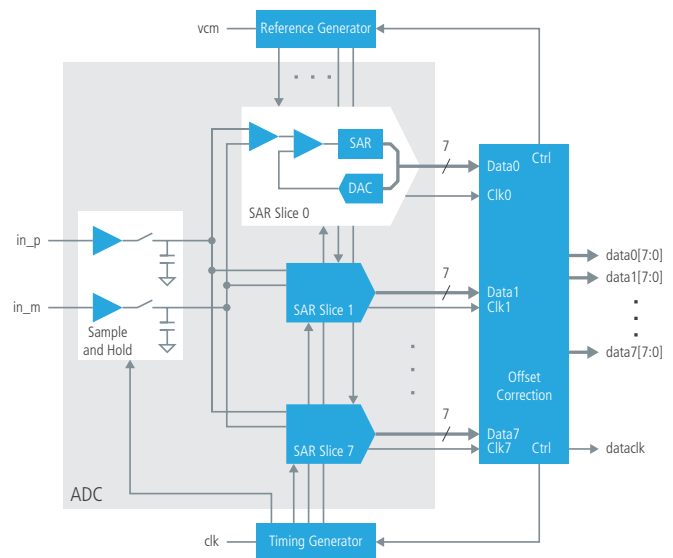 vcm
Reference Generator
. . .
SAR
DAC
SAR Slice 0
7
Data0
Ctrl
Clk0
in_p
in_m
Sample
and Hold
SAR Slice 1
7
Data1
Clk1
data0[7:0]
data1[7:0]
data7[7:0]
Offset
Correction
SAR Slice 7
7
Data7
Clk7
Ctrl
dataclk
ADC
clk
Timing Generator